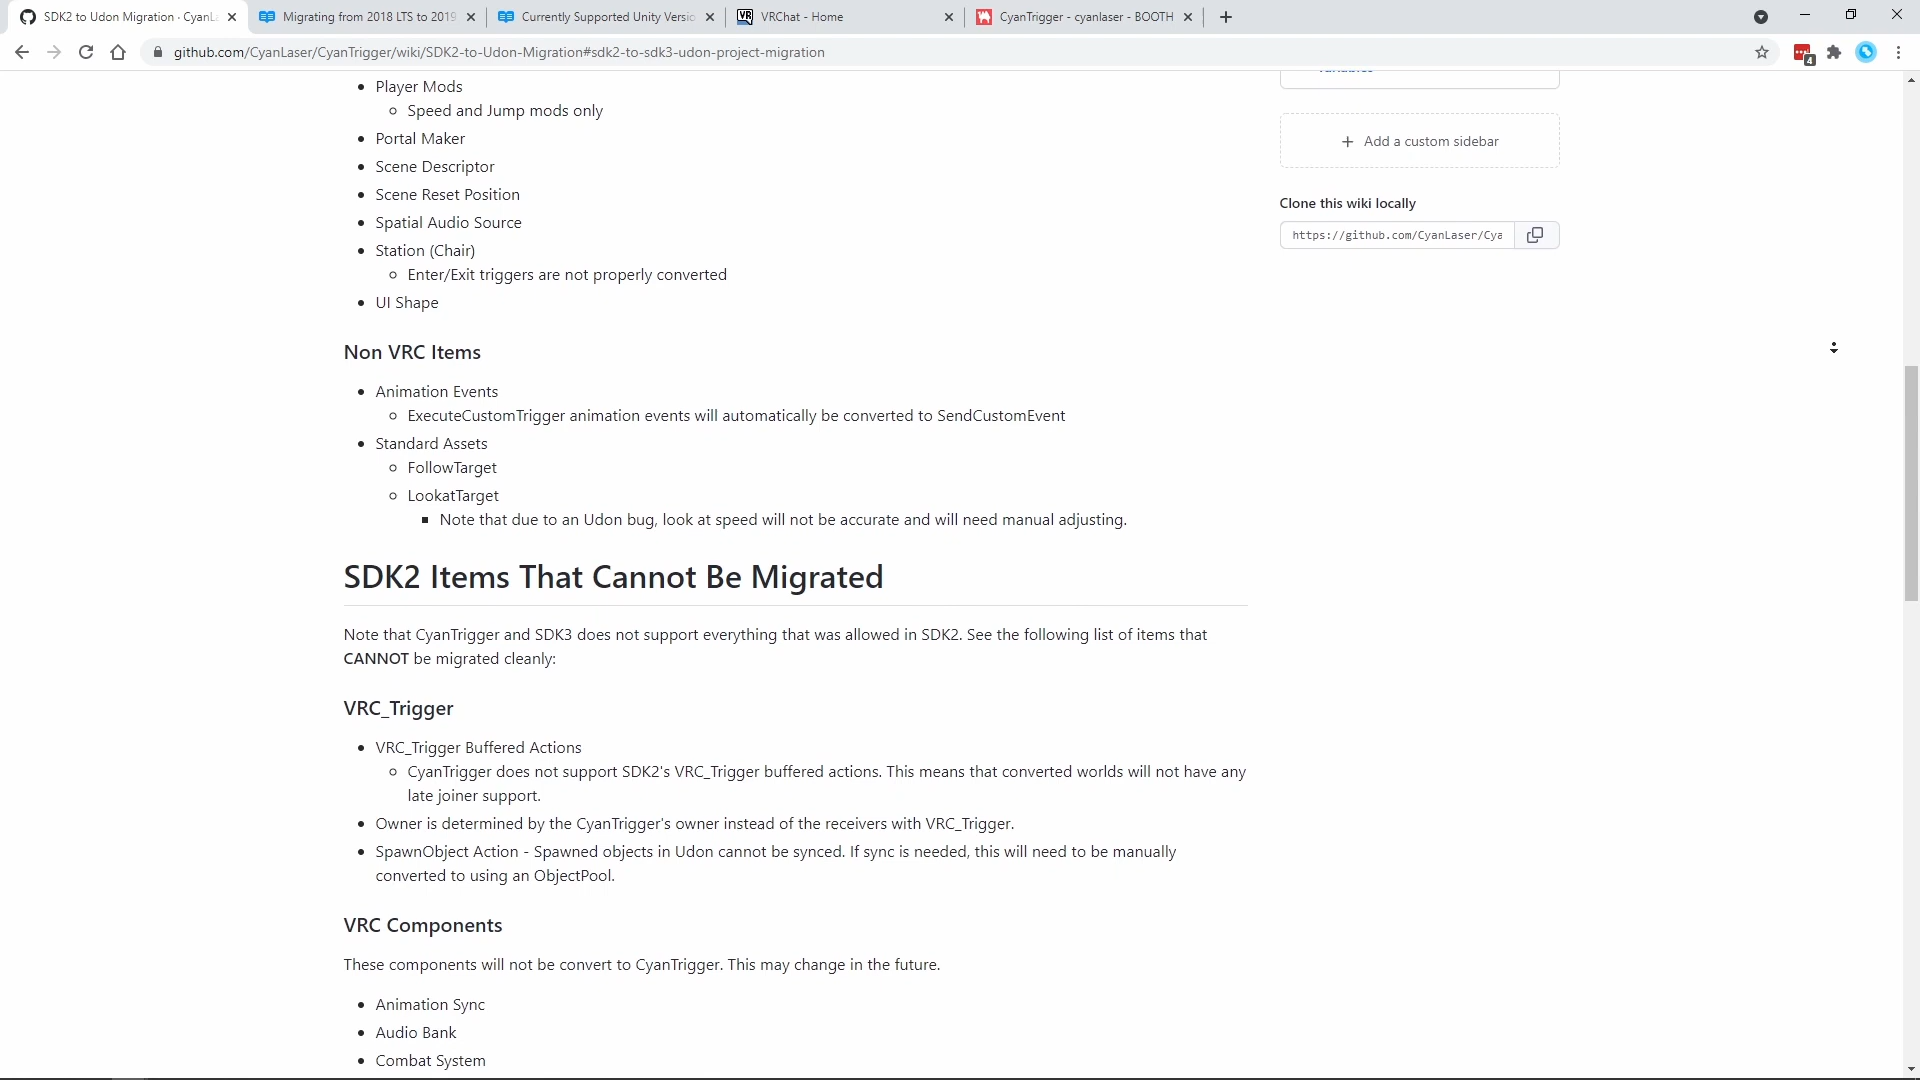 SDK2 to Udon Migration · CyanL
Migrating from 2018 LTS to 2019
Currently Supported Unity Versio
VRChat - Home
CyanTrigger - cyanlaser - BOOTH
github.com/CyanLaser/CyanTrigger/wiki/SDK2-to-Udon-Migration#sdk2-to-sdk3-udon-project-migration
4
Player Mods
Speed and Jump mods only
Portal Maker
Scene Descriptor
Scene Reset Position
Spatial Audio Source
Station (Chair)
Enter/Exit triggers are not properly converted
UI Shape
Add a custom sidebar
Clone this wiki locally
https://github.com/CyanLaser/Cya
Non VRC Items
Animation Events
ExecuteCustomTrigger animation events will automatically be converted to SendCustomEvent
Standard Assets
FollowTarget
LookatTarget
Note that due to an Udon bug, look at speed will not be accurate and will need manual adjusting.
SDK2 Items That Cannot Be Migrated
Note that CyanTrigger and SDK3 does not support everything that was allowed in SDK2. See the following list of items that
CANNOT be migrated cleanly:
VRC_Trigger
VRC_Trigger Buffered Actions
CyanTrigger does not support SDK2's VRC_Trigger buffered actions. This means that converted worlds will not have any
late joiner support.
Owner is determined by the CyanTrigger's owner instead of the receivers with VRC_Trigger.
SpawnObject Action - Spawned objects in Udon cannot be synced. If sync is needed, this will need to be manually
converted to using an ObjectPool.
VRC Components
These components will not be convert to CyanTrigger. This may change in the future.
Animation Sync
Audio Bank
Combat System